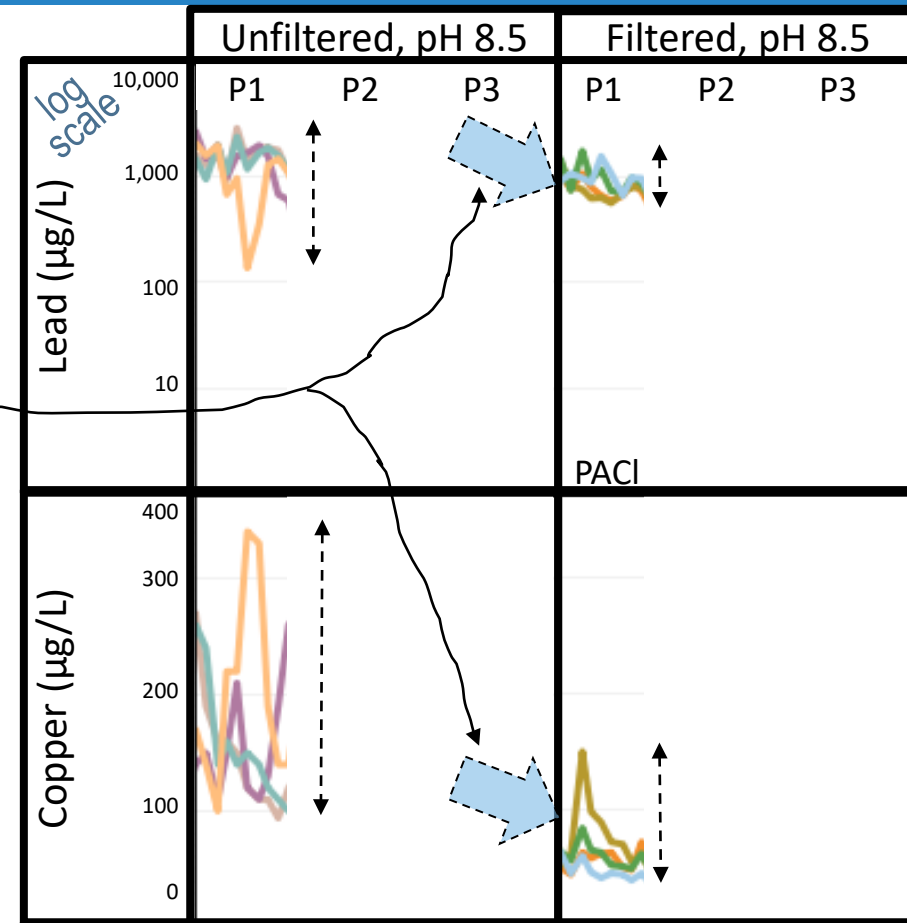 Unfiltered, pH 8.5
Filtered, pH 8.5
log
scale
P1 P2 P3
P1 P2 P3
Lead (µg/L)
10,000
1,000
100
10
PACl
Copper (µg/L)
400
300
200
100
0